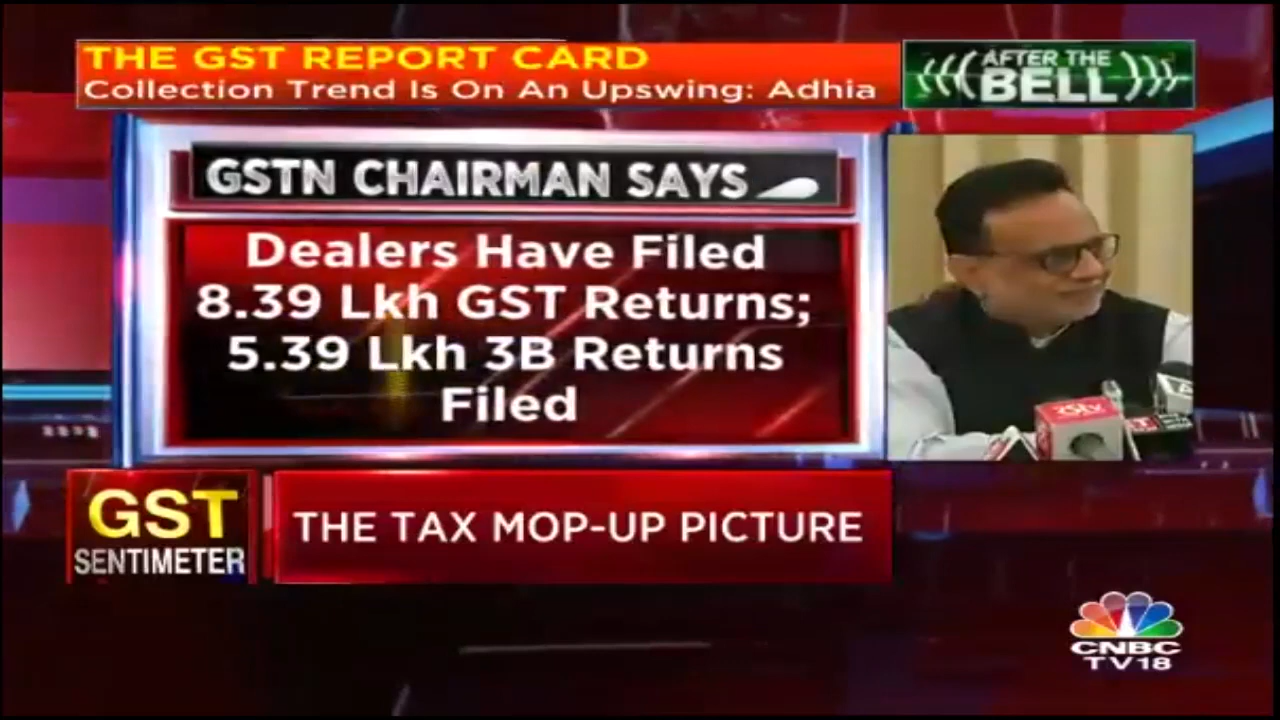 THE GST REPORT CARD
Collection Trend Is On An Upswing: Adhia
AFTER THE
BELL
GSTN CHAIRMAN SAYS
Dealers Have Filed
8.39 Lkh GST Returns;
5.39 Lkh 3B Returns
Filed
GST
SENTIMETER
THE TAX MOP-UP PICTURE
CNBC
TV18